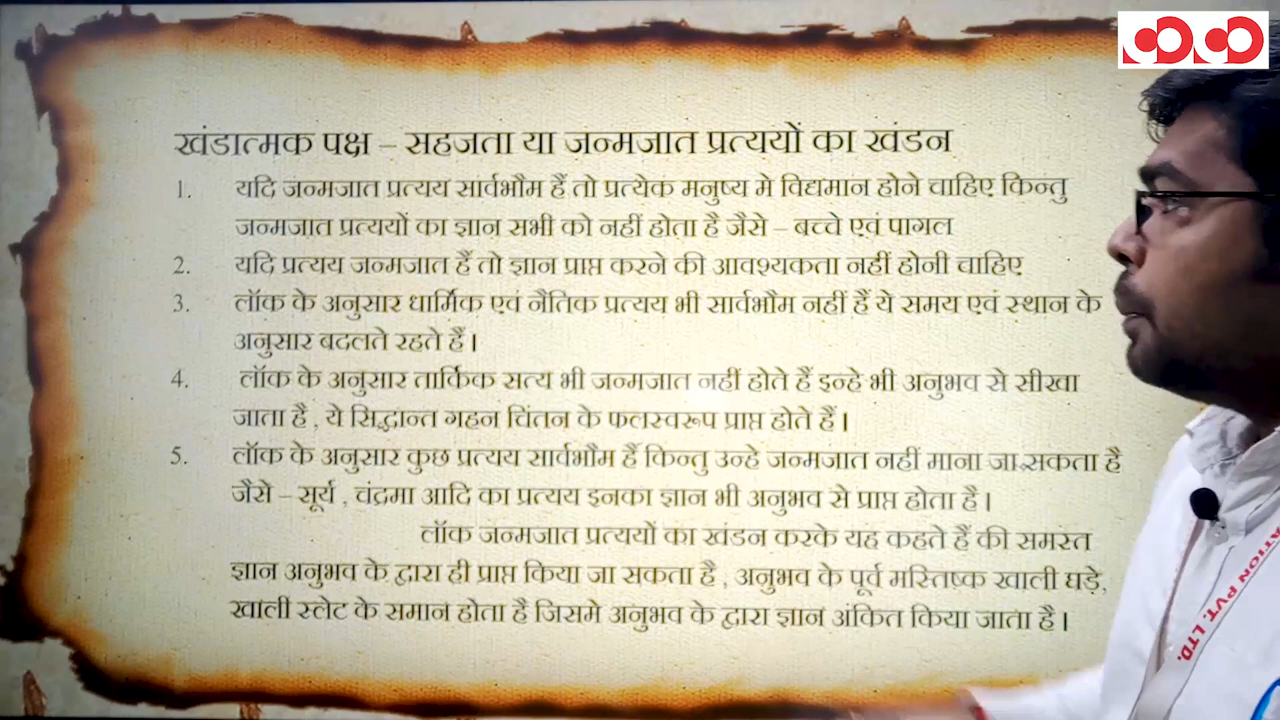 खंडात्मक पक्ष – सहजता या जन्मजात प्रत्ययों का खंडन
1. यदि जन्मजात प्रत्यय सार्वभौम हैं तो प्रत्येक मनुष्य मे विद्यमान होने चाहिए किन्तु
जन्मजात प्रत्ययों का ज्ञान सभी को नहीं होता है जैसे – बच्चे एवं पागल
2. यदि प्रत्यय जन्मजात हैं तो ज्ञान प्राप्त करने की आवश्यकता नहीं होनी चाहिए
3. लॉक के अनुसार धार्मिक एवं नैतिक प्रत्यय भी सार्वभौम नहीं हैं ये समय एवं स्थान के
अनुसार बदलते रहते हैं।
4. लॉक के अनुसार तार्किक सत्य भी जन्मजात नहीं होते हैं इन्हे भी अनुभव से सीखा
जाता है , ये सिद्धान्त गहन चिंतन के फलस्वरूप प्राप्त होते हैं।
5. लॉक के अनुसार कुछ प्रत्यय सार्वभौम हैं किन्तु उन्हे जन्मजात नहीं माना जा सकता है
जैसे – सूर्य , चंद्रमा आदि का प्रत्यय इनका ज्ञान भी अनुभव से प्राप्त होता है।
लॉक जन्मजात प्रत्ययों का खंडन करके यह कहते हैं की समस्त
ज्ञान अनुभव के द्वारा ही प्राप्त किया जा सकता है , अनुभव के पूर्व मस्तिष्क खाली घड़े,
खाली स्लेट के समान होता है जिसमे अनुभव के द्वारा ज्ञान अंकित किया जाता है।
ATION PVT. LTD.